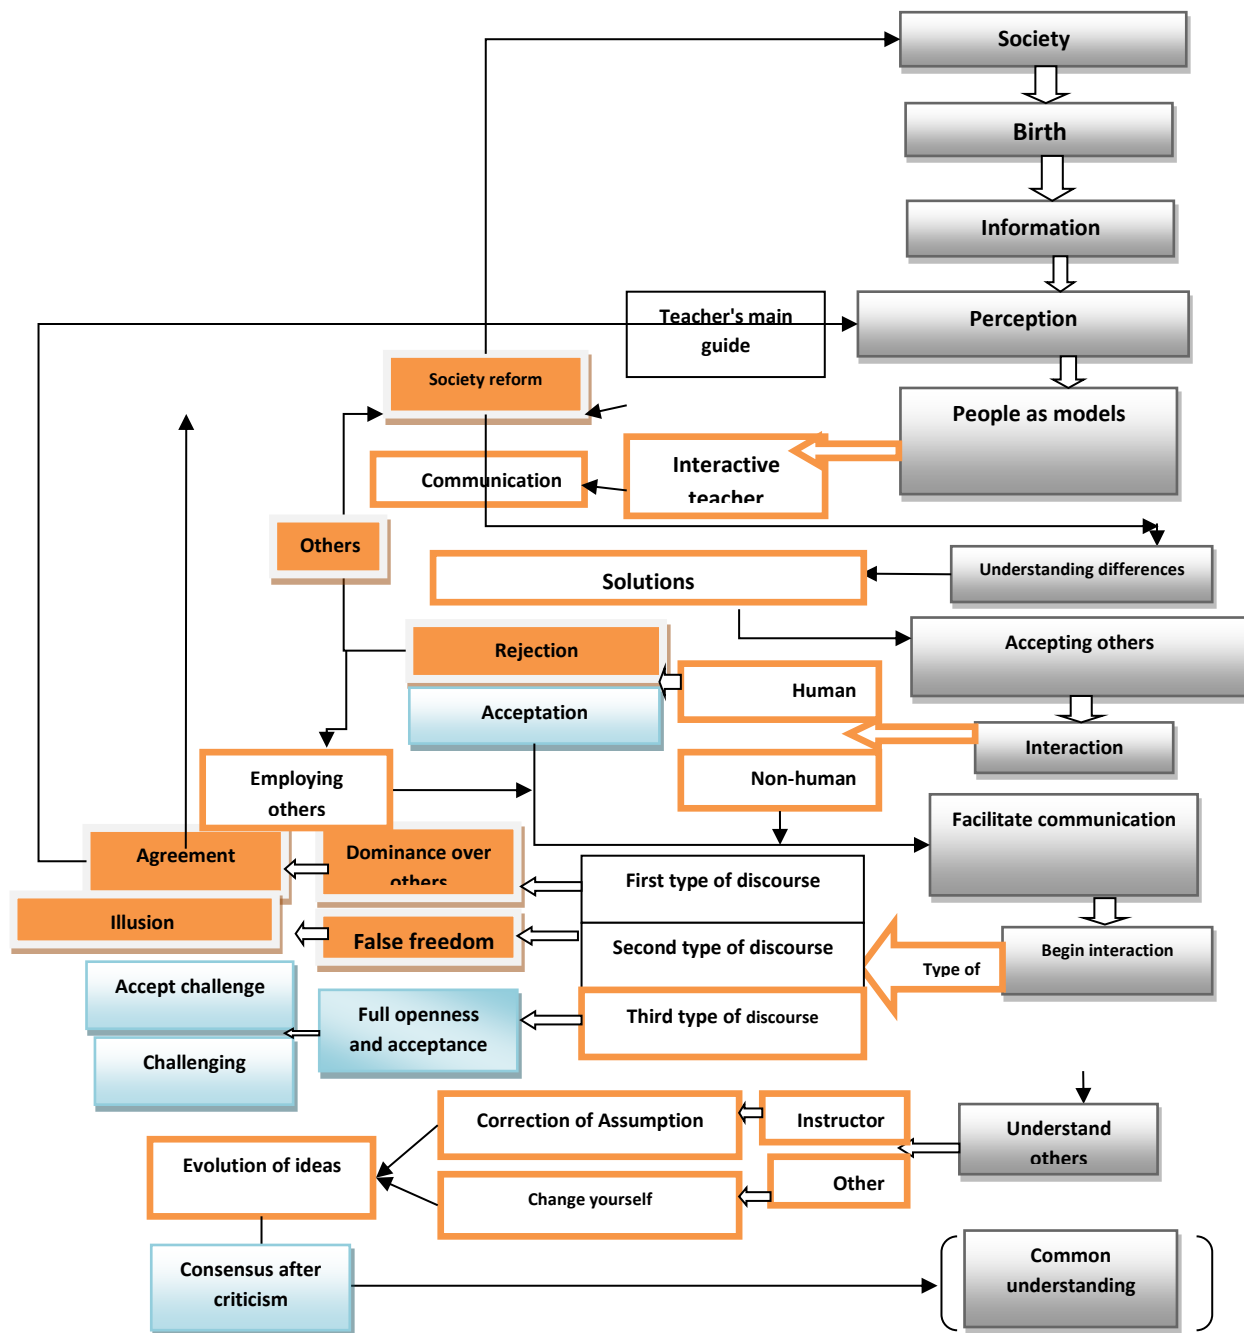 Society
Birth
Information
Teacher's main
guide
Perception
Society reform
People as models
Communication
Interactive
teacher
Others
Solutions
Understanding differences
Accepting others
Rejection
Human
Acceptation
Interaction
Employing
others
Non-human
Facilitate communication
Agreement
Dominance over
others
First type of discourse
Illusion
False freedom
Second type of discourse
Type of
Begin interaction
Accept challenge
Full openness
and acceptance
Third type of discourse
Challenging
Correction of Assumption
Instructor
Understand
others
Evolution of ideas
Other
Change yourself
Consensus after
criticism
Common
understanding